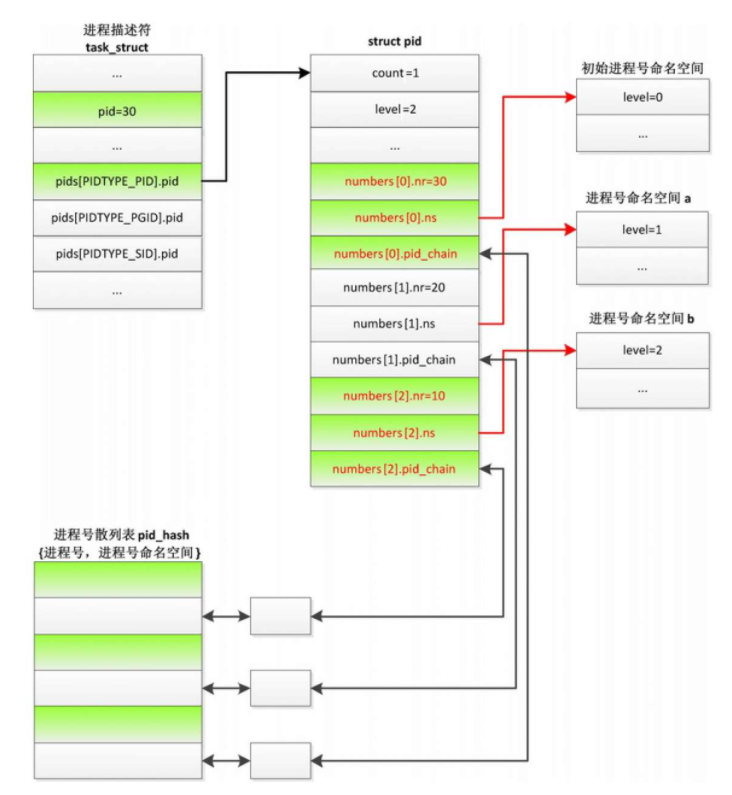 进程描述符
task_struct
...
pid=30
...
pids[PIDTYPE_PID].pid
pids[PIDTYPE_PGID].pid
pids[PIDTYPE_SID].pid
...
struct pid
count=1
level=2
...
numbers[0].nr=30
numbers[0].ns
numbers[0].pid_chain
numbers[1].nr=20
numbers[1].ns
numbers[1].pid_chain
numbers[2].nr=10
numbers[2].ns
numbers[2].pid_chain
初始进程号命名空间
level=0
...
进程号命名空间 a
level=1
...
进程号命名空间 b
level=2
...
进程号散列表 pid_hash
{进程号，进程号命名空间}